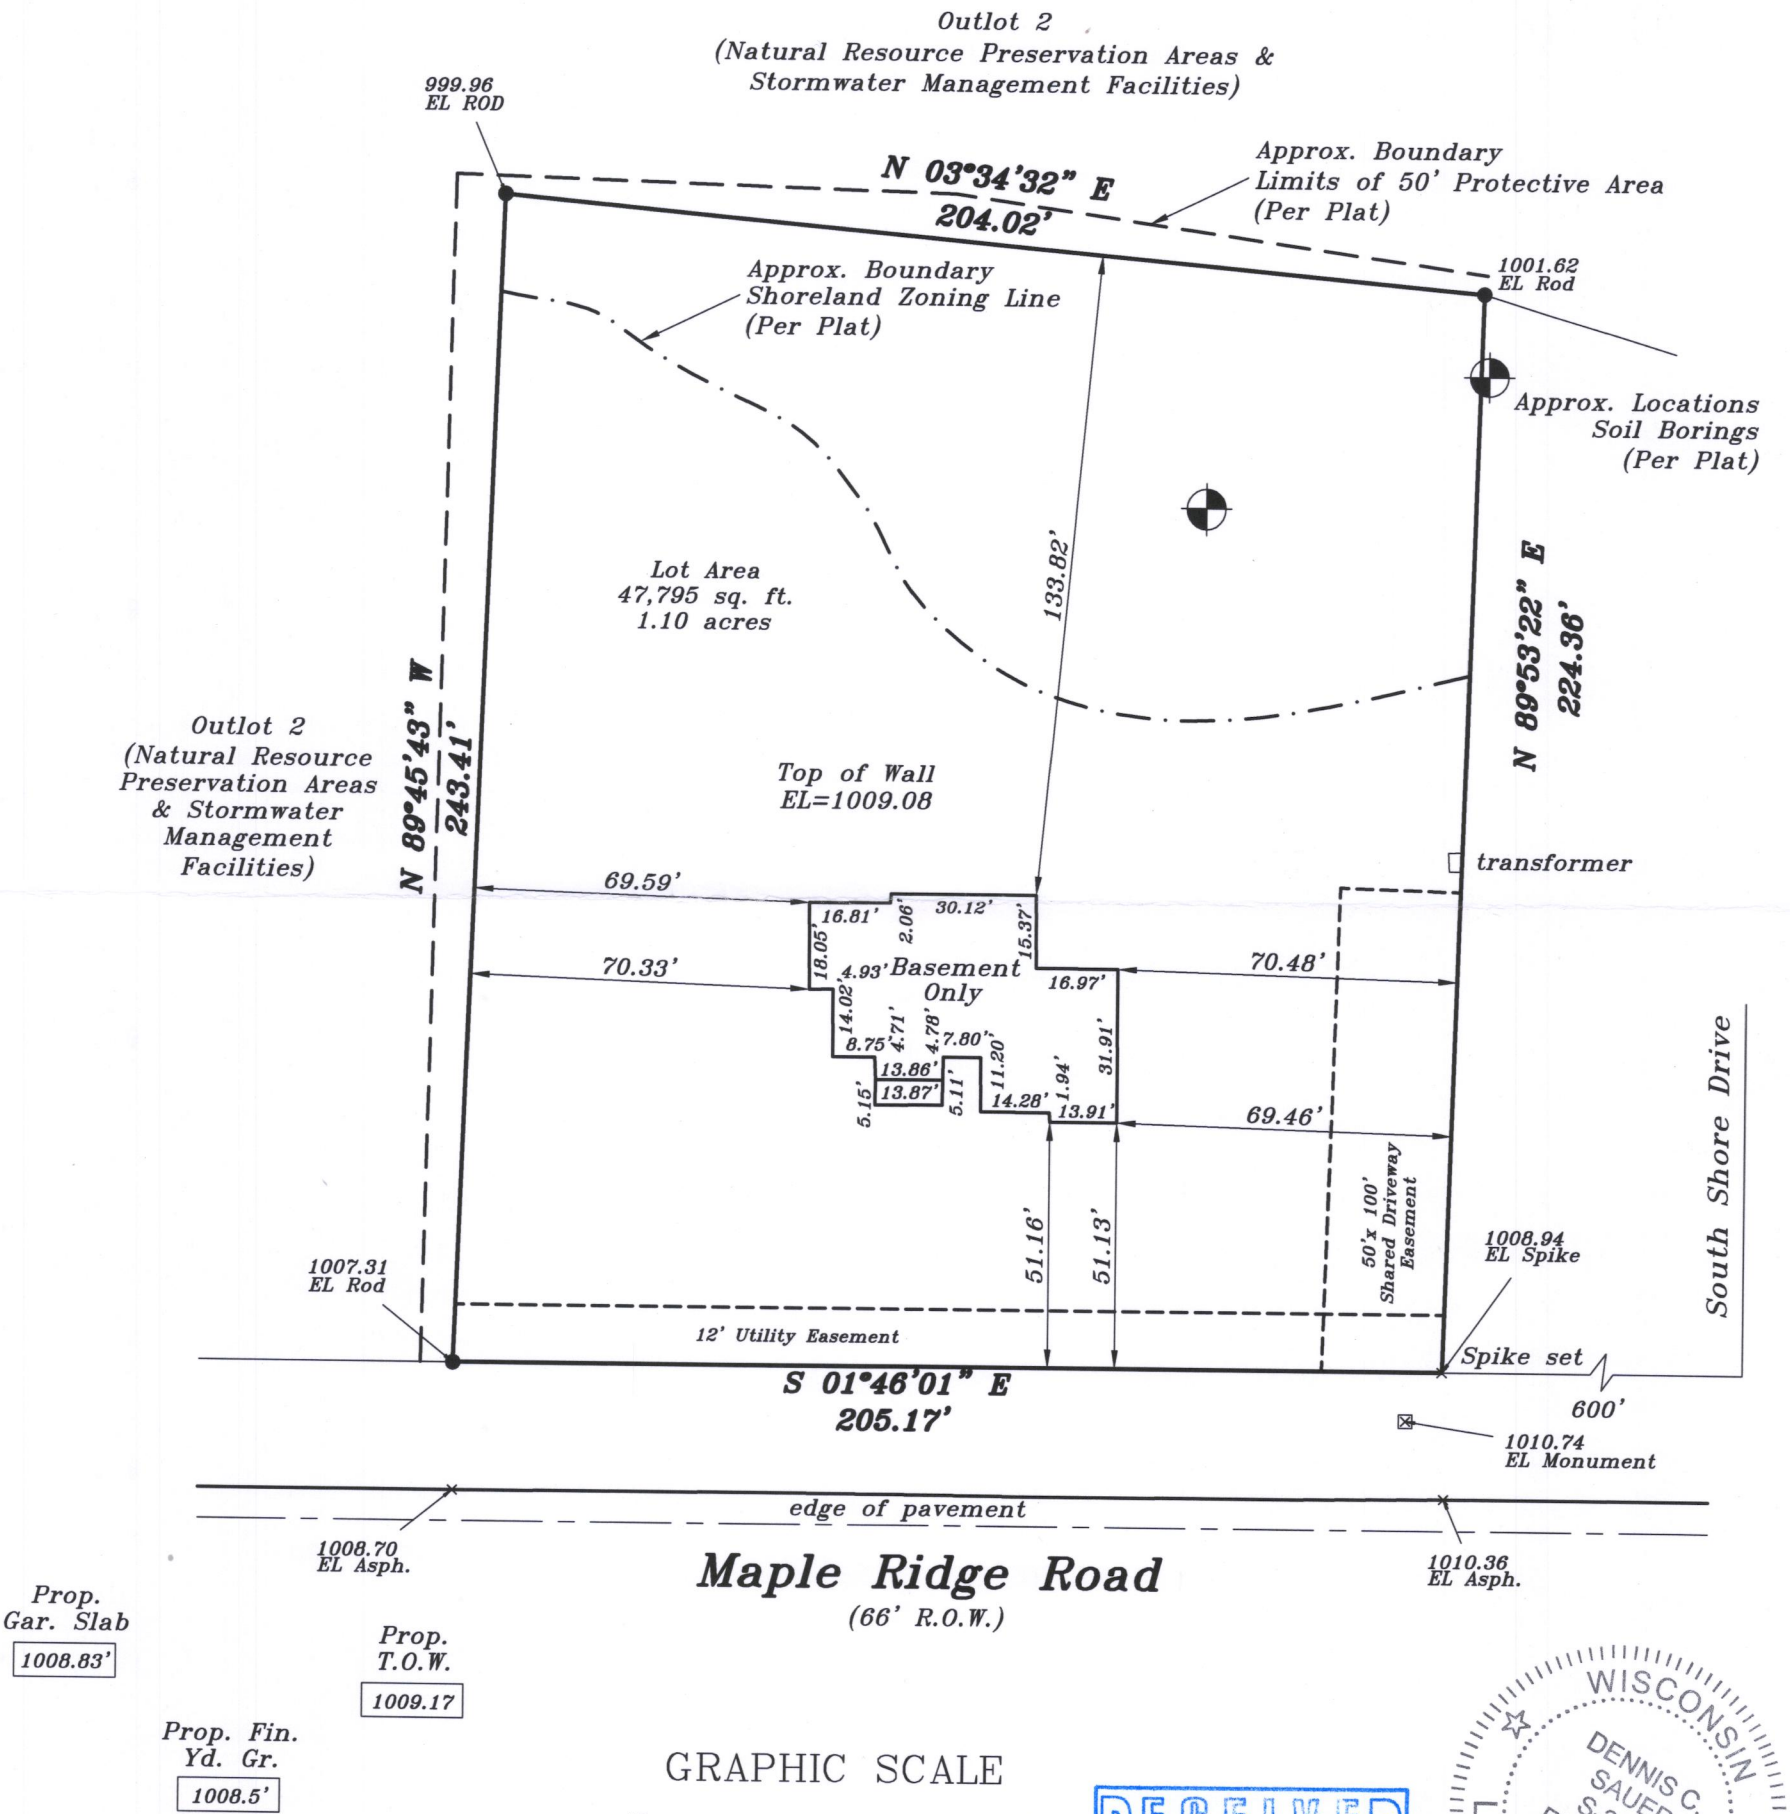 Outlot 2
(Natural Resource Preservation Areas &
Stormwater Management Facilities)
999.96
EL ROD
N 03°34'32" E
204.02'
Approx. Boundary
Limits of 50' Protective Area
(Per Plat)
1001.62
EL Rod
Approx. Boundary
Shoreland Zoning Line
(Per Plat)
Approx. Locations
Soil Borings
(Per Plat)
133.82'
Lot Area
47,795 sq. ft.
1.10 acres
N 89°53'22" E
224.36'
N 89°45'43" W
243.41'
Outlot 2
(Natural Resource
Preservation Areas
& Stormwater
Management
Facilities)
Top of Wall
EL=1009.08
transformer
69.59'
16.81'
2.06'
30.12'
15.37'
18.05'
70.33'
4.93'
Basement
Only
16.97'
70.48'
14.02'
8.75'
4.71'
4.78'
7.80'
11.20'
31.91'
13.86'
13.87'
5.15'
5.11'
14.28'
1.94'
13.91'
69.46'
51.16'
51.13'
50'x 100'
Shared Driveway
Easement
South Shore Drive
1008.94
EL Spike
1007.31
EL Rod
12' Utility Easement
Spike set
S 01°46'01" E
205.17'
600'
1010.74
EL Monument
edge of pavement
1008.70
EL Asph.
1010.36
EL Asph.
Maple Ridge Road
(66' R.O.W.)
Prop.
Gar. Slab
1008.83'
Prop.
T.O.W.
1009.17
Prop. Fin.
Yd. Gr.
1008.5'
GRAPHIC SCALE
RECEIVED
WISCONSIN
DENNIS C.
SAUER